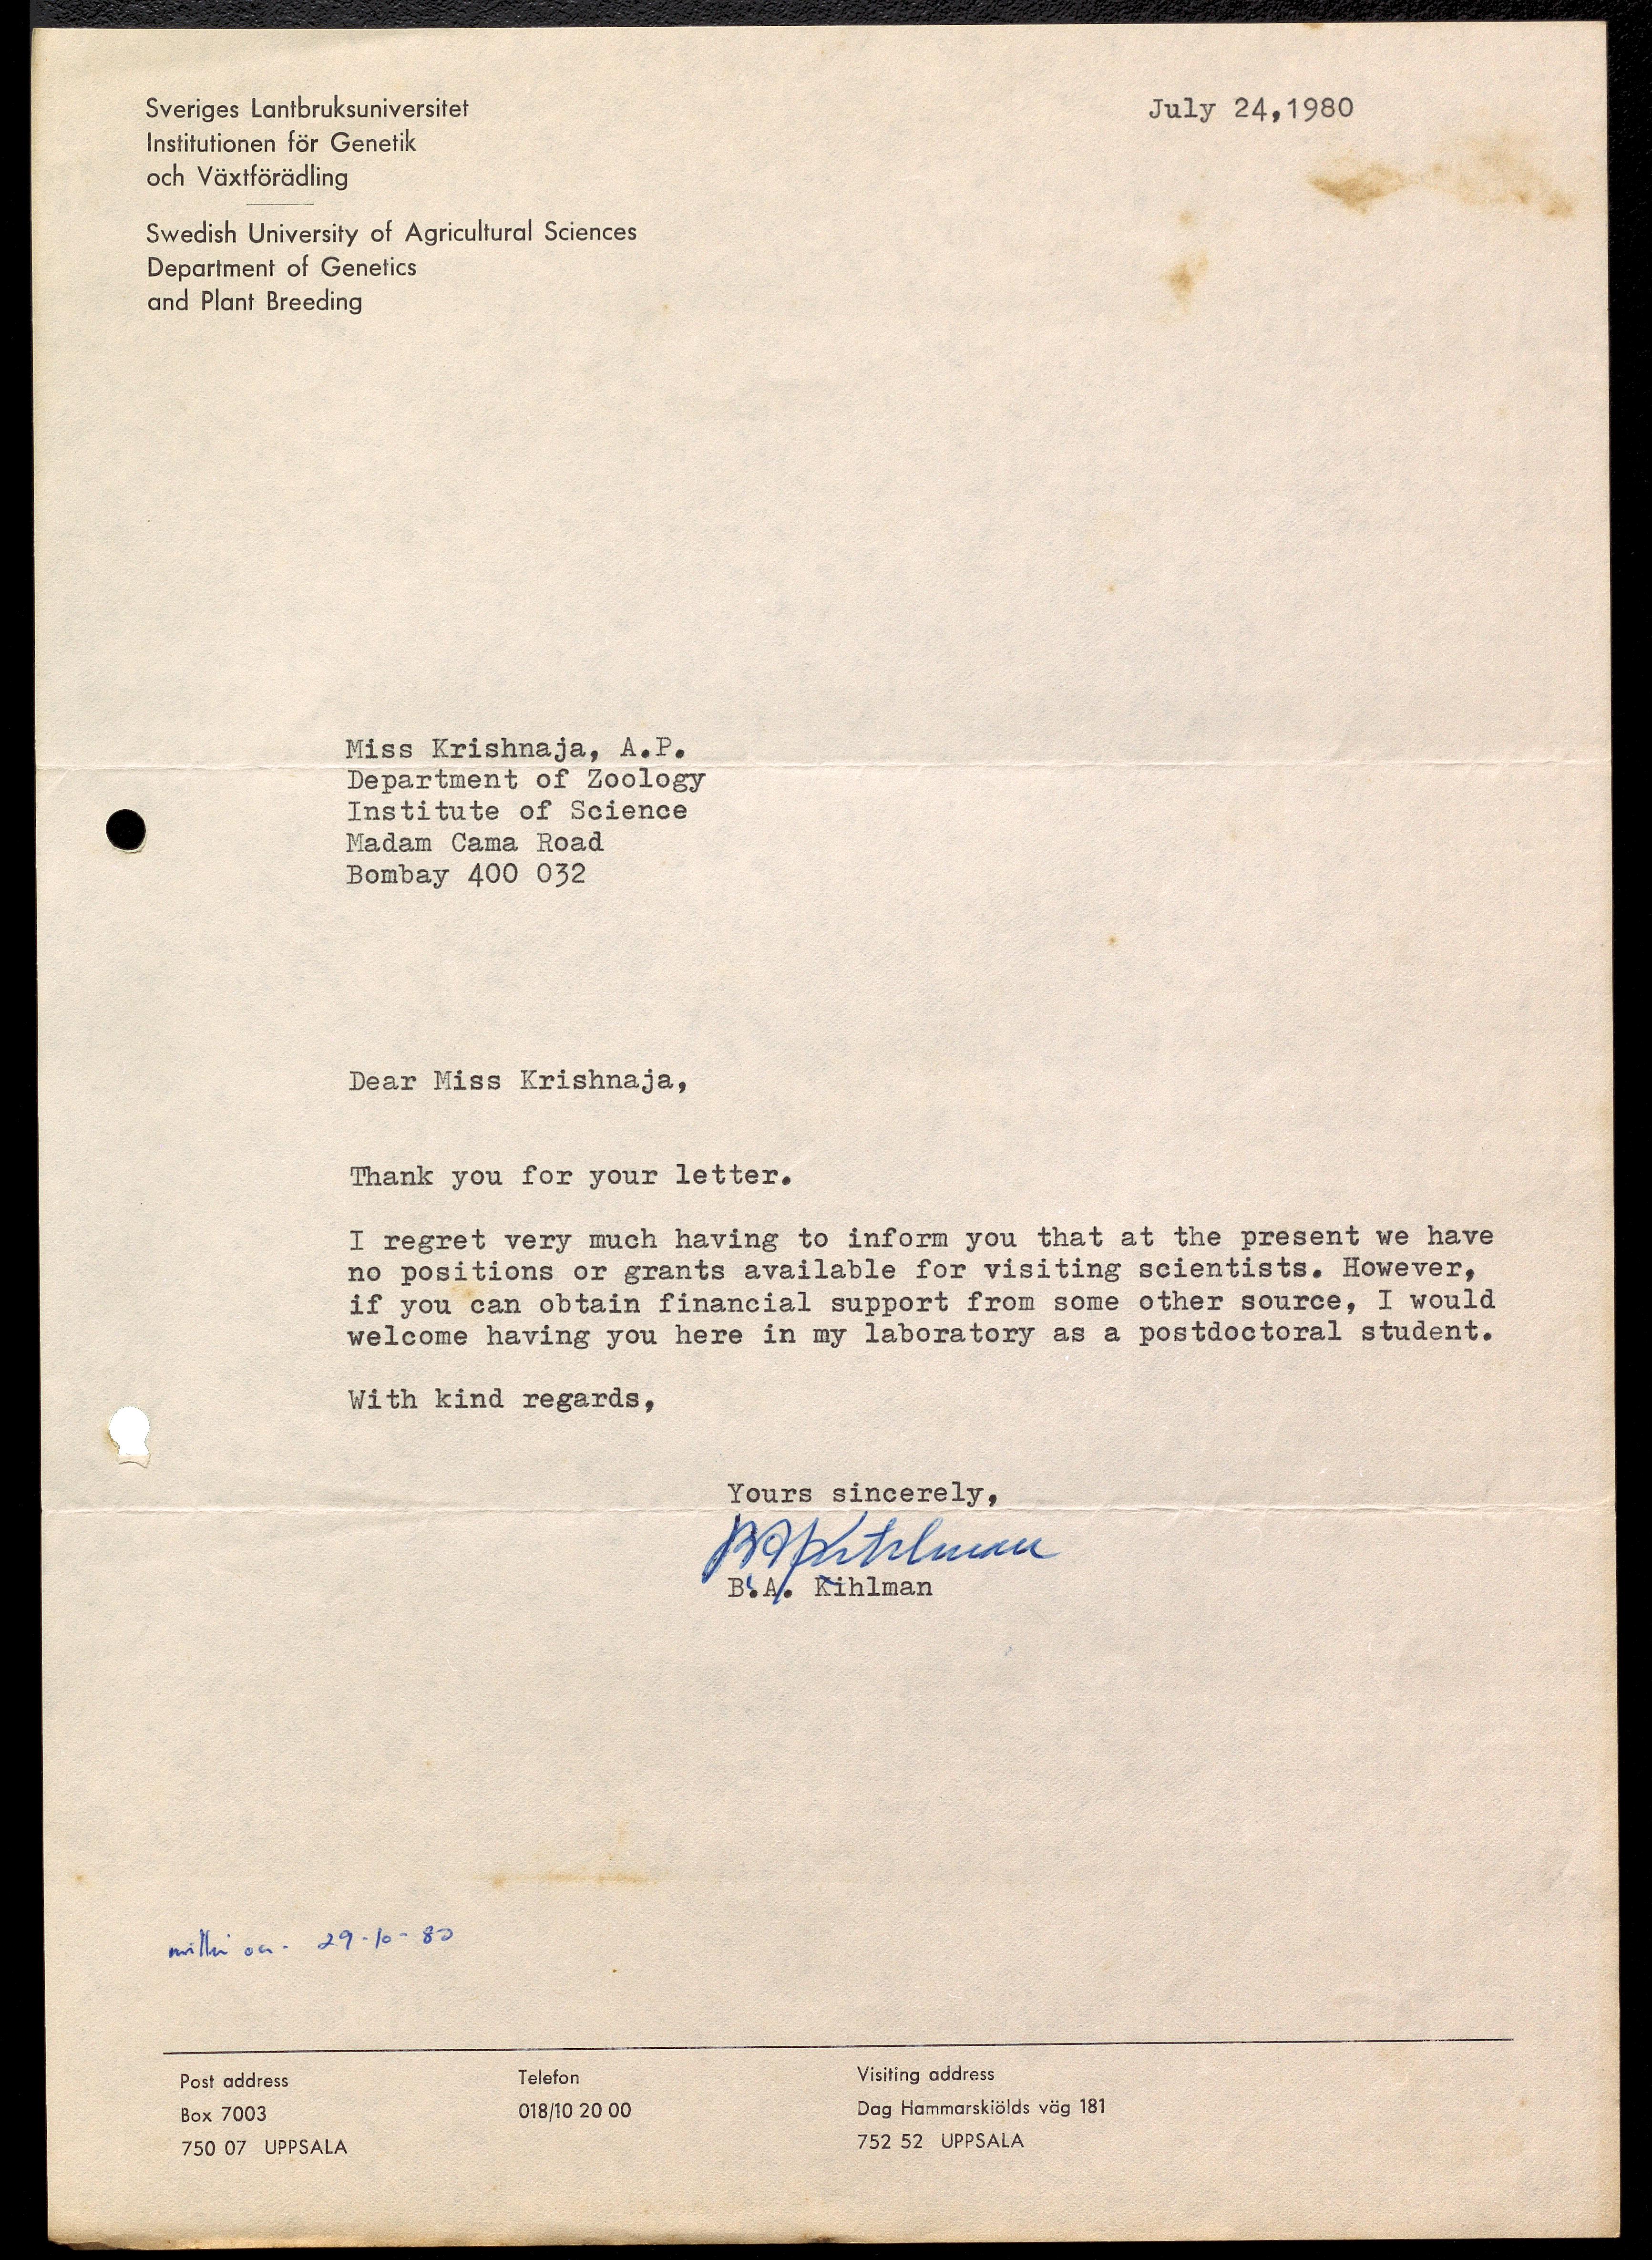 Sveriges Lantbruksuniversitet
Institutionen för Genetik
och Växtförädling
Swedish University of Agricultural Sciences
Department of Genetics
and Plant Breeding
July 24,1980
Miss Krishnaja, A.P.
Department of Zoology
Institute of Science
Madam Cama Road
Bombay 400 032
Dear Miss Krishnaja,
Thank you for your letter.
I regret very much having to inform you that at the present we have
no positions or grants available for visiting scientists. However,
if you can obtain financial support from some other source, I would
welcome having you here in my laboratory as a postdoctoral student.
With kind regards,
Yours sincerely,
BAKihlman
B.A. Kihlman
on - 29-10-80
Post address
Box 7003
750 07 UPPSALA
Telefon
018/10 20 00
Visiting address
Dag Hammarskiölds väg 181
752 52 UPPSALA